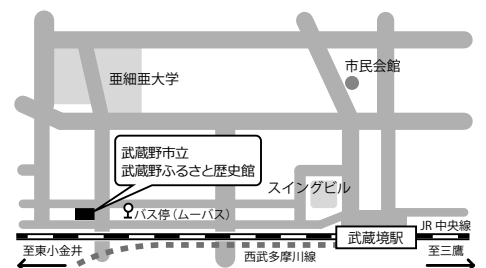 市民会館
亜細亜大学
武蔵野市立
武蔵野ふるさと歴史館
スイングビル
バス停（ムーバス）
JR 中央線
武蔵境駅
至東小金井
西武多摩川線
至三鷹